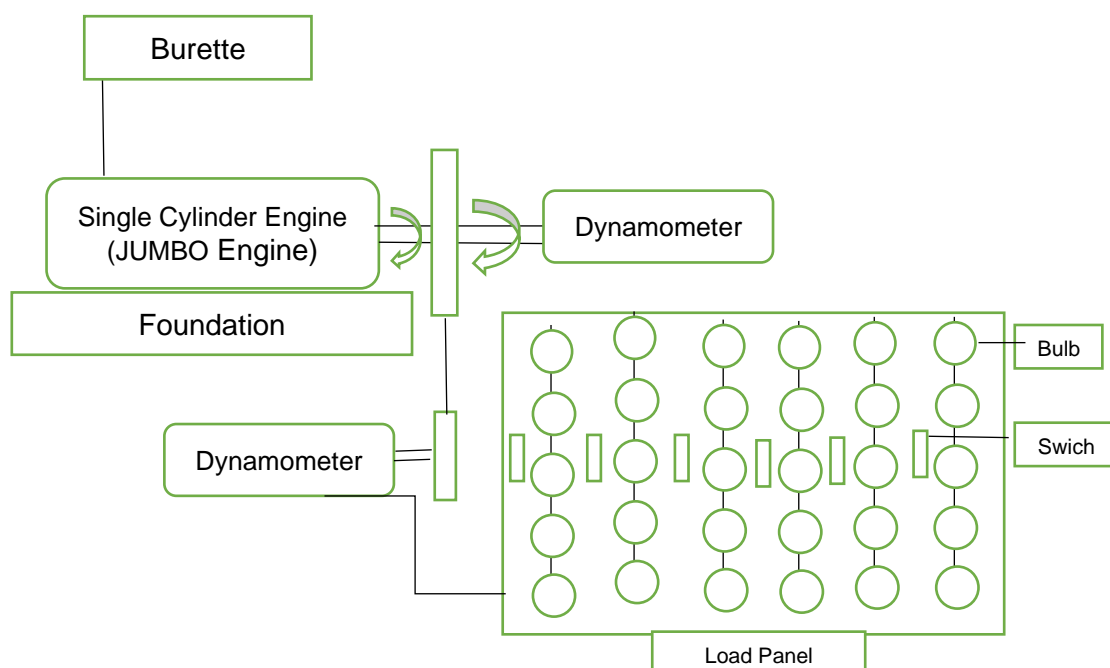 Burette
Single Cylinder Engine
(JUMBO Engine)
Dynamometer
Foundation
Bulb
Dynamometer
Swich
Load Panel